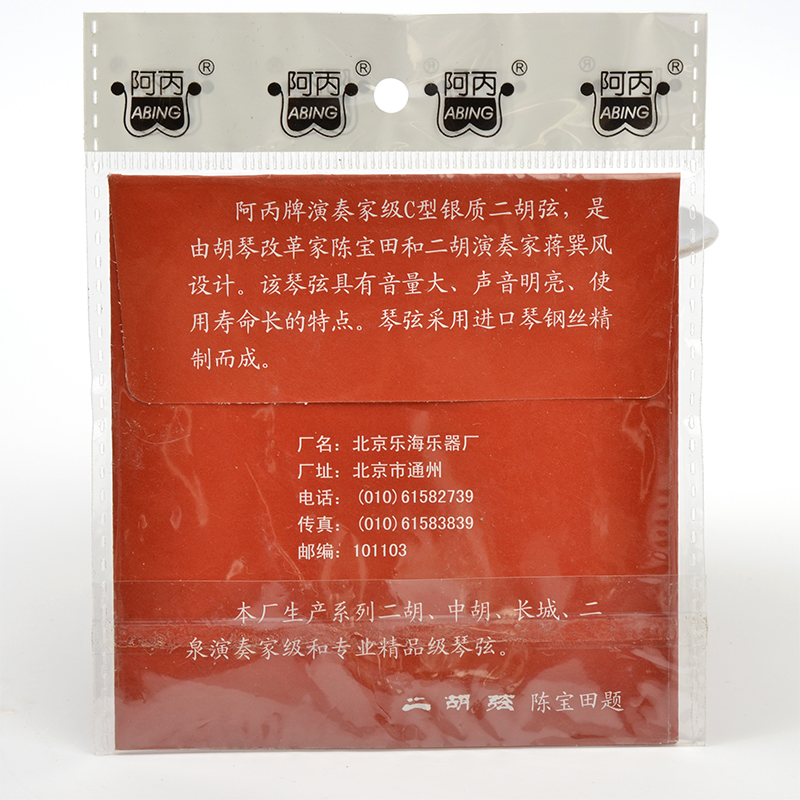 阿丙® 阿丙® 阿丙® 阿丙®
ABING ABING ABING ABING
阿丙牌演奏家级C型银质二胡弦，是
由胡琴改革家陈宝田和二胡演奏家蒋巽风
设计。该琴弦具有音量大、声音明亮、使
用寿命长的特点。琴弦采用进口琴钢丝精
制而成。
厂名：北京乐海乐器厂
厂址：北京市通州
电话：(010)61582739
传真：(010)61583839
邮编：101103
本厂生产系列二胡、中胡、长城、二
泉演奏家级和专业精品级琴弦。
二胡弦 陈宝田题